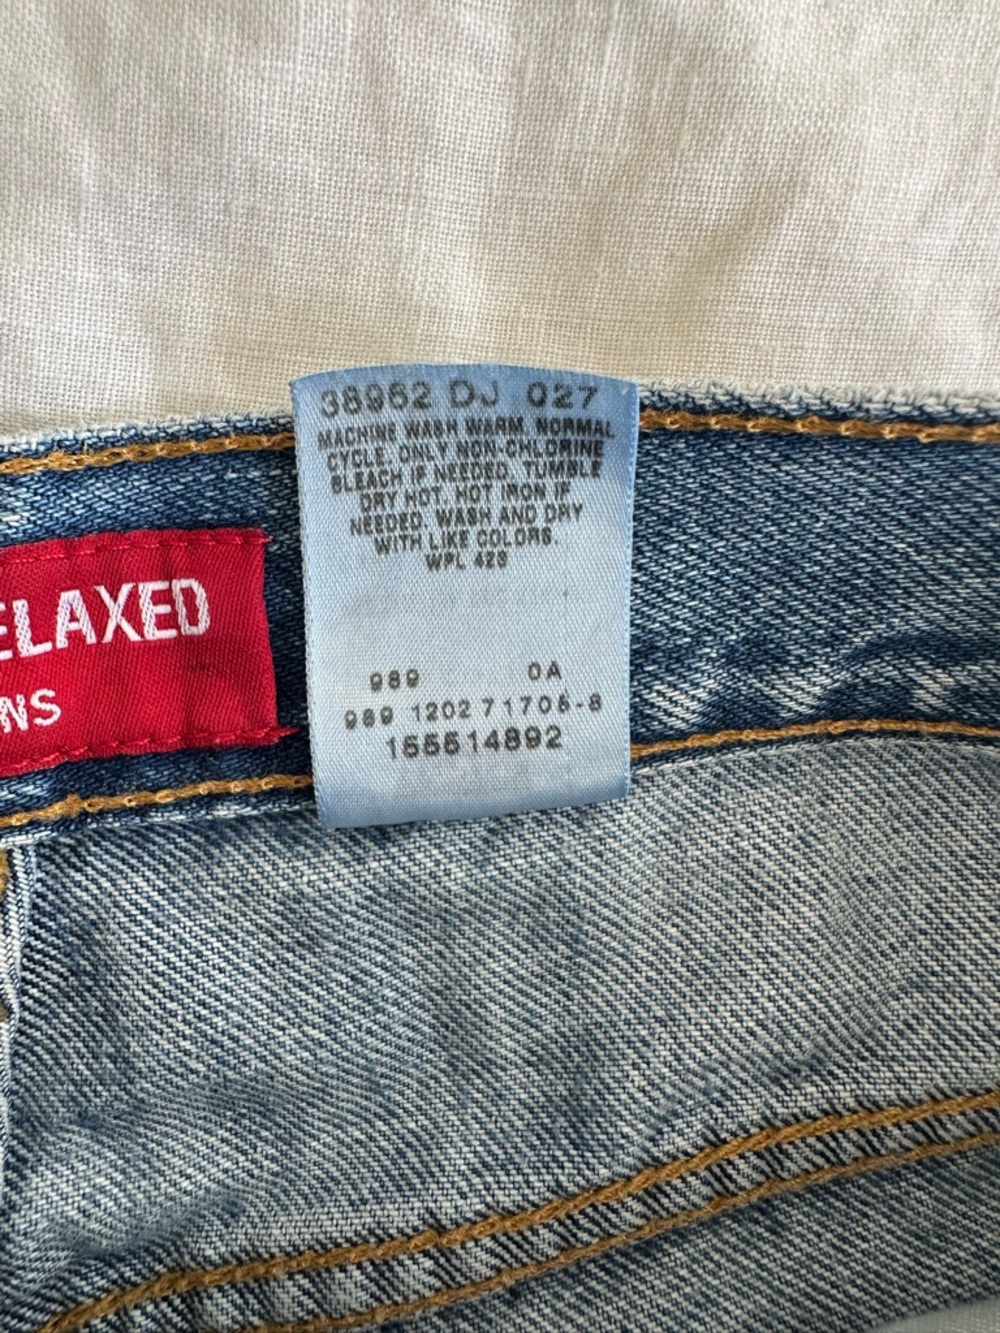 38962 DJ 027
MACHINE WASH WARM, NORMAL
CYCLE, ONLY NON-CHLORINE
BLEACH IF NEEDED, TUMBLE
DRY HOT, HOT IRON IF
NEEDED. WASH AND DRY
WITH LIKE COLORS.
WPL 423
ELAXED
NS
989 0A
989 1202 71706-8
155514892